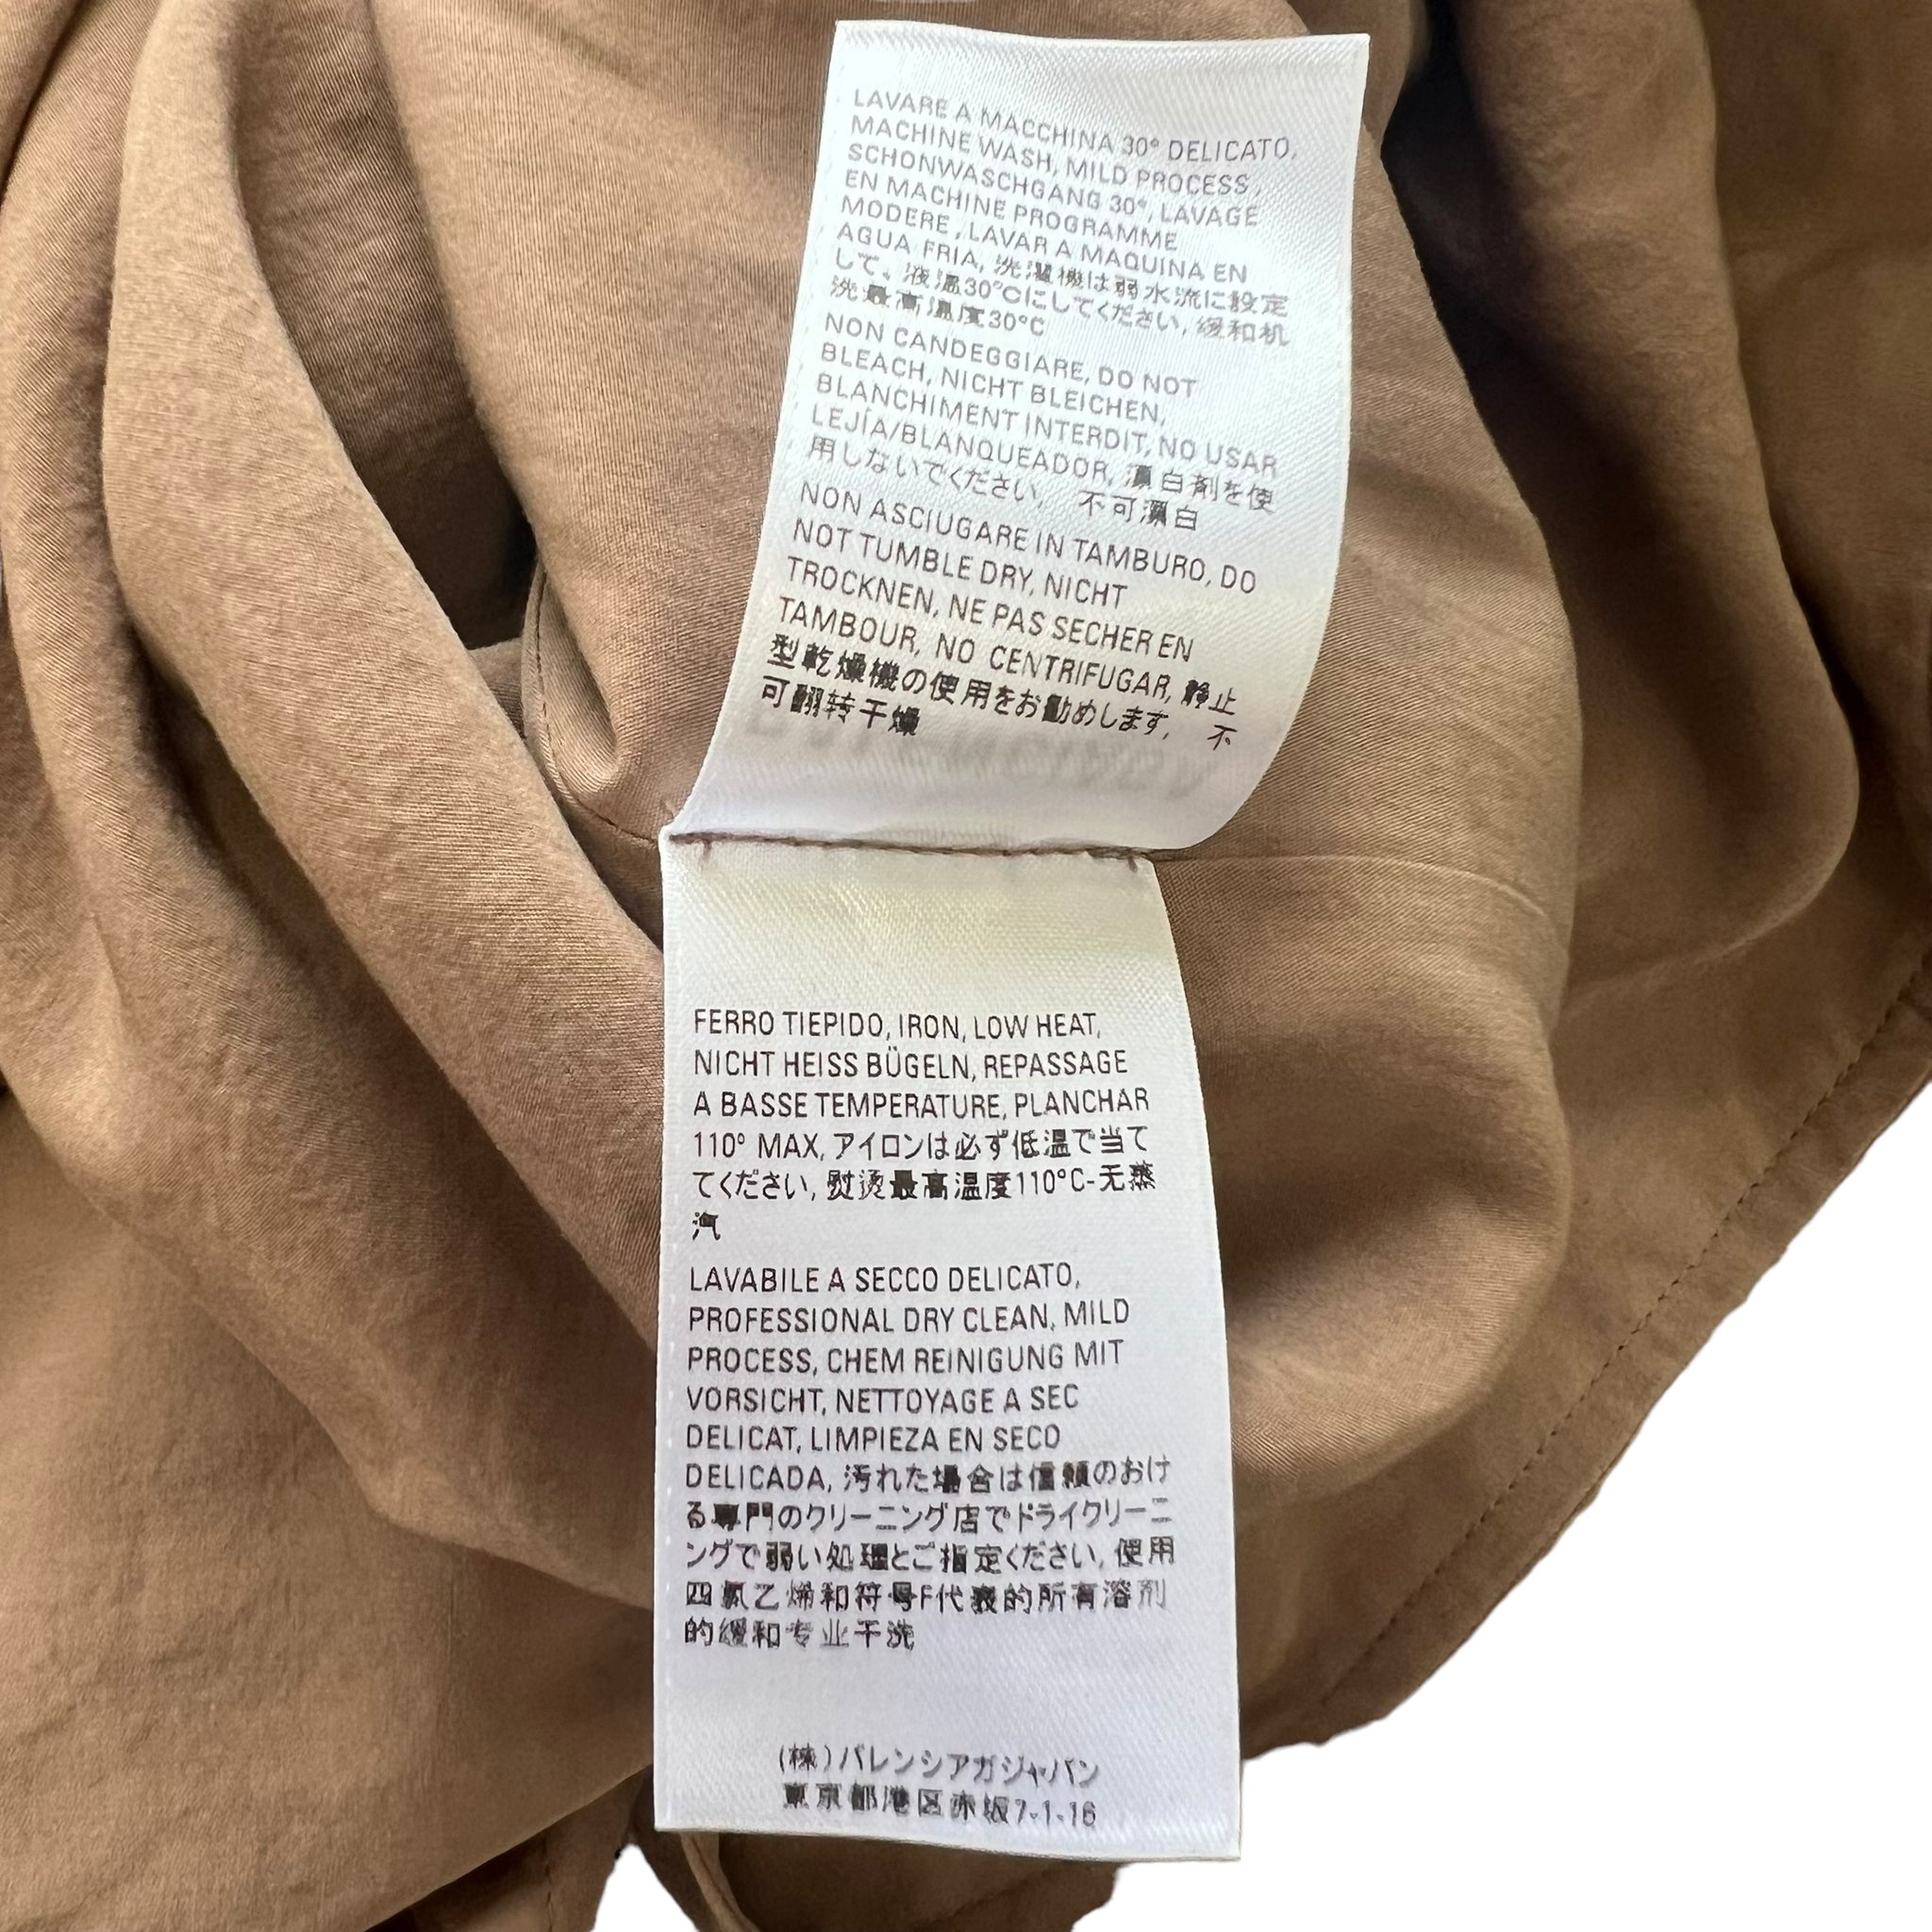 LAVARE A MACCHINA 30° DELICATO,
MACHINE WASH, MILD PROCESS,
SCHONWASCHGANG 30°, LAVAGE
EN MACHINE PROGRAMME
MODERE, LAVAR A MAQUINA EN
AGUA FRIA, 洗濯機は弱水流に設定
して、液温30°Cにしてください, 缓和机
洗最高温度30°C
NON CANDEGGIARE, DO NOT
BLEACH, NICHT BLEICHEN,
BLANCHIMENT INTERDIT, NO USAR
LEJÍA/BLANQUEADOR, 漂白剤を使
用しないでください, 不可漂白
NON ASCIUGARE IN TAMBURO, DO
NOT TUMBLE DRY, NICHT
TROCKNEN, NE PAS SECHER EN
TAMBOUR, NO CENTRIFUGAR, 静止
型乾燥機の使用をお勧めします, 不
可翻转干燥
FERRO TIEPIDO, IRON, LOW HEAT,
NICHT HEISS BÜGELN, REPASSAGE
A BASSE TEMPERATURE, PLANCHAR
110° MAX, アイロンは必ず低温で当て
てください, 熨烫最高温度110°C-无蒸
汽
LAVABILE A SECCO DELICATO,
PROFESSIONAL DRY CLEAN, MILD
PROCESS, CHEM REINIGUNG MIT
VORSICHT, NETTOYAGE A SEC
DELICAT, LIMPIEZA EN SECO
DELICADA, 汚れた場合は信頼のおけ
る専門のクリーニング店でドライクリーニ
ングで弱い処理とご指定ください, 使用
四氯乙烯和符号F代表的所有溶剂
的缓和专业干洗
(株)バレンシアガジャパン
東京都港区赤坂7-1-16